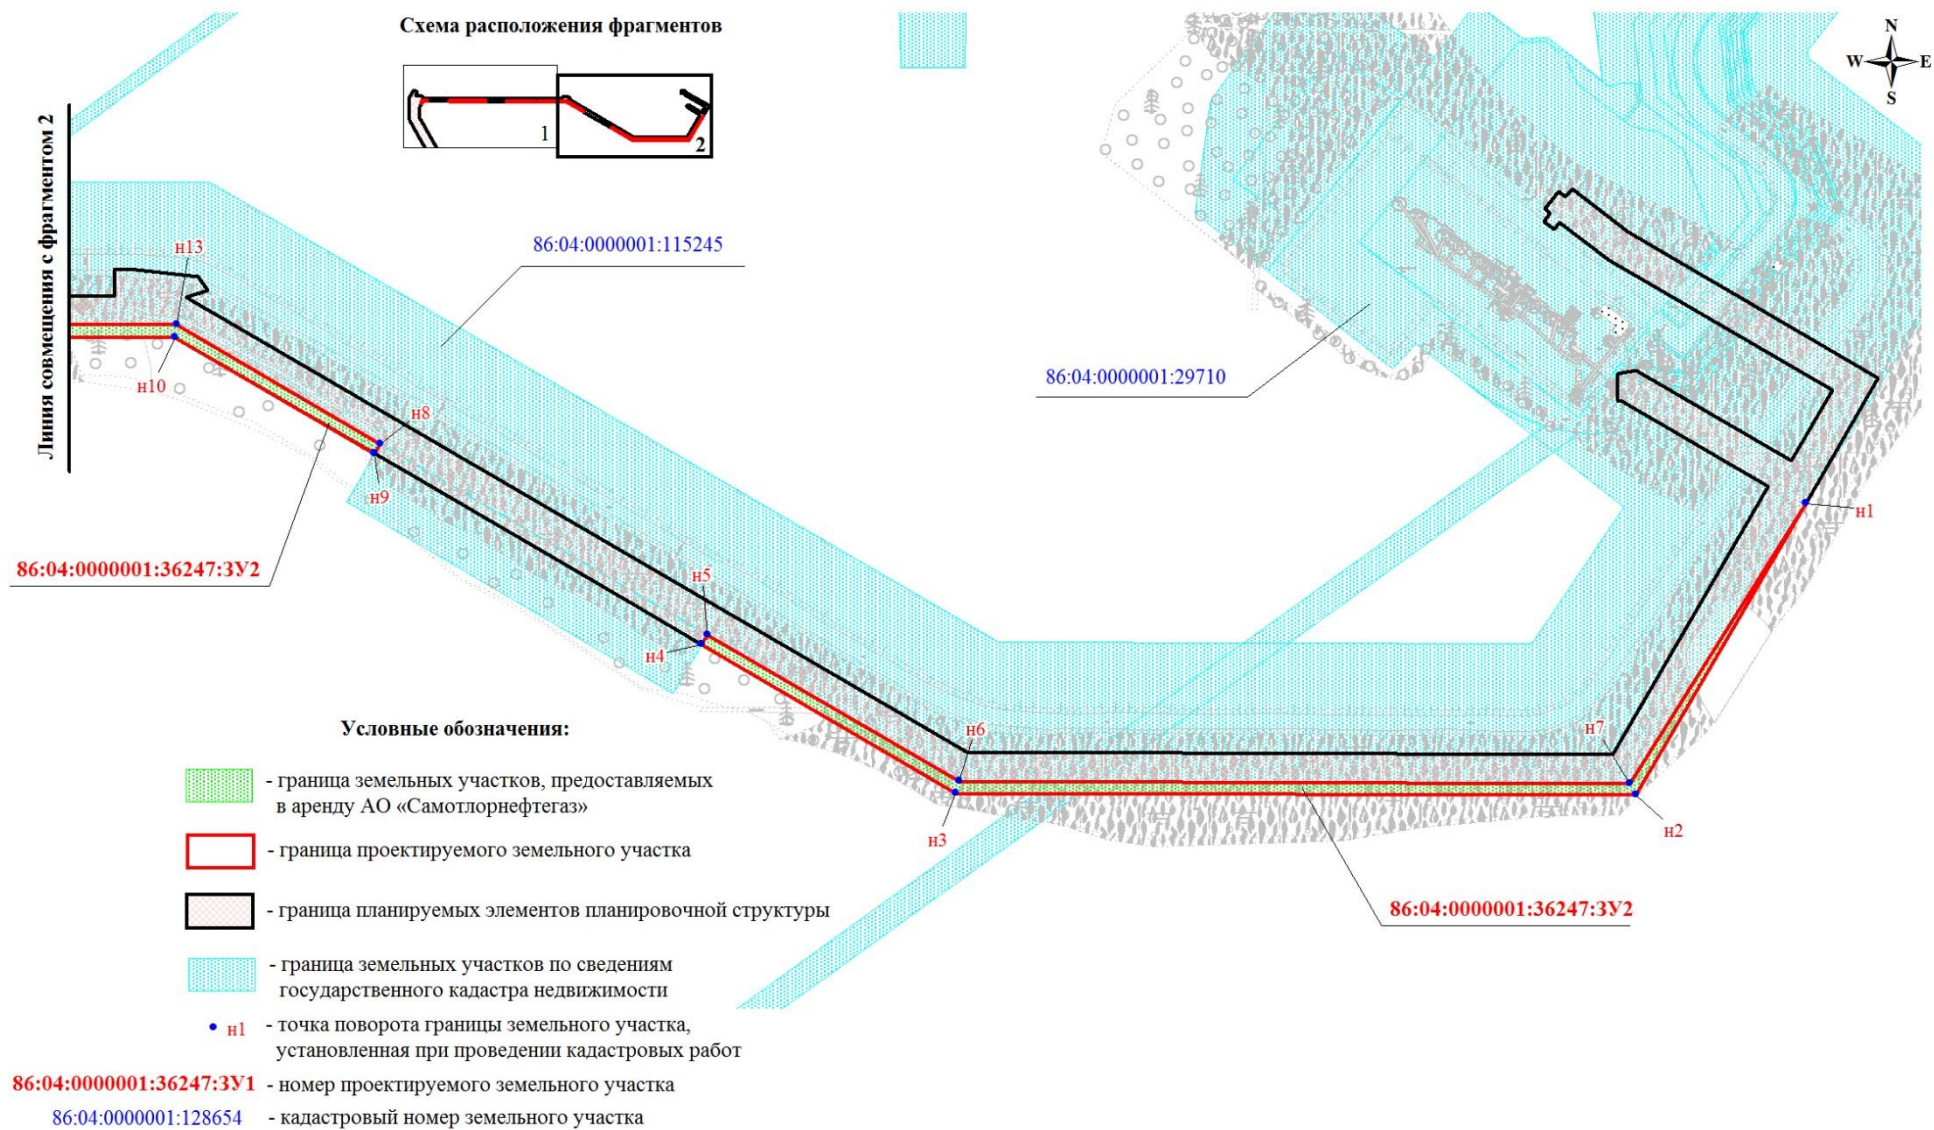 Схема расположения фрагментов
N
W
E
S
1
2
Линия совмещения с фрагментом 2
н13
86:04:0000001:115245
86:04:0000001:29710
н10
н8
н9
н1
86:04:0000001:36247:ЗУ2
н5
н4
н6
н7
н3
н2
86:04:0000001:36247:ЗУ2
Условные обозначения:
- граница земельных участков, предоставляемых
в аренду АО «Самотлорнефтегаз»
- граница проектируемого земельного участка
- граница планируемых элементов планировочной структуры
- граница земельных участков по сведениям
государственного кадастра недвижимости
н1 - точка поворота границы земельного участка,
установленная при проведении кадастровых работ
86:04:0000001:36247:ЗУ1 - номер проектируемого земельного участка
86:04:0000001:128654 - кадастровый номер земельного участка